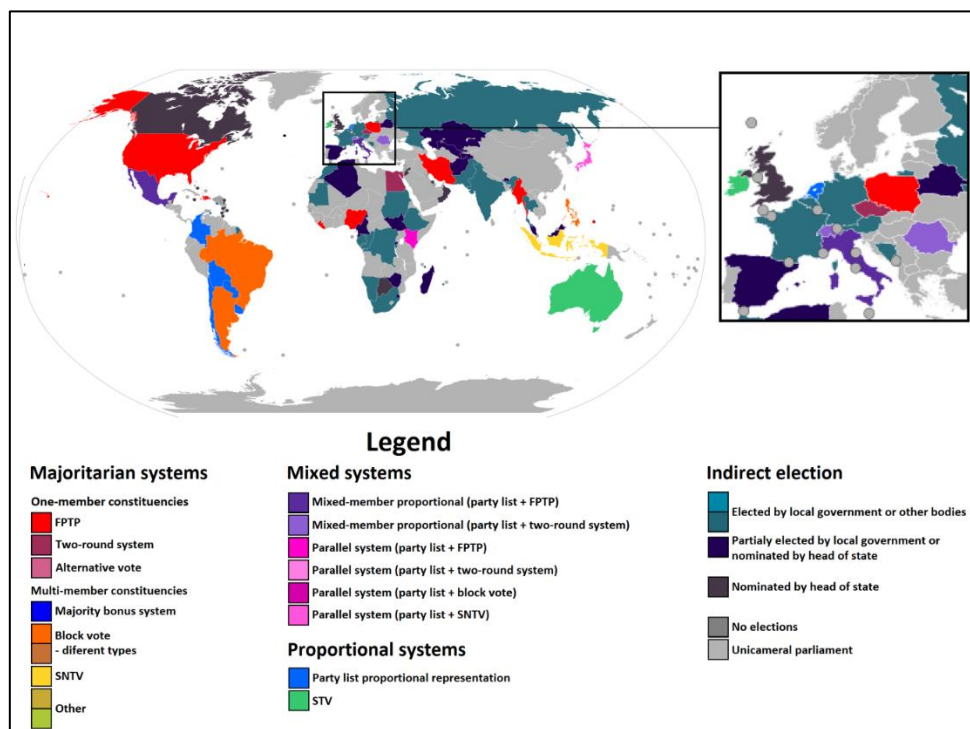 Legend
Majoritarian systems
One-member constituencies
FPTP
Two-round system
Alternative vote
Multi-member constituencies
Majority bonus system
Block vote
- diferent types
SNTV
Other
Mixed systems
Mixed-member proportional (party list + FPTP)
Mixed-member proportional (party list + two-round system)
Parallel system (party list + FPTP)
Parallel system (party list + two-round system)
Parallel system (party list + block vote)
Parallel system (party list + SNTV)
Proportional systems
Party list proportional representation
STV
Indirect election
Elected by local government or other bodies
Partialy elected by local government or
nominated by head of state
Nominated by head of state
No elections
Unicameral parliament